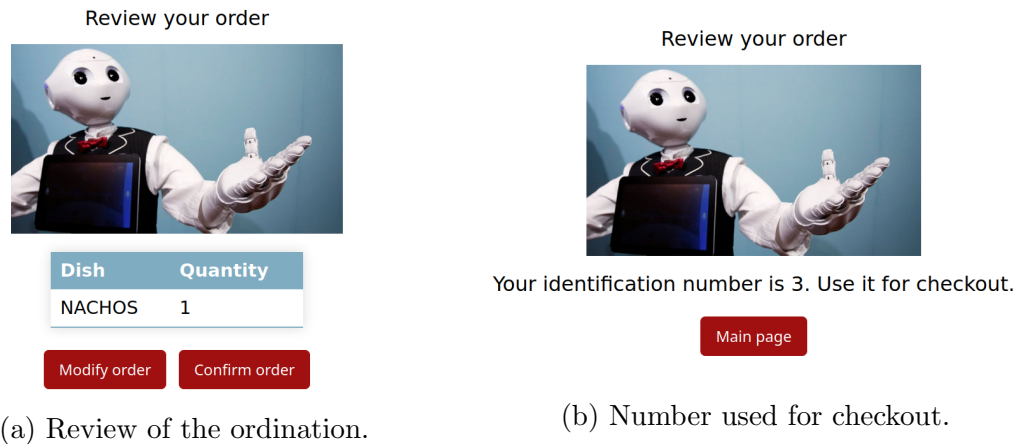 Review your order
Dish Quantity
NACHOS 1
Modify order Confirm order
(a) Review of the ordination.
Review your order
Your identification number is 3. Use it for checkout.
Main page
(b) Number used for checkout.